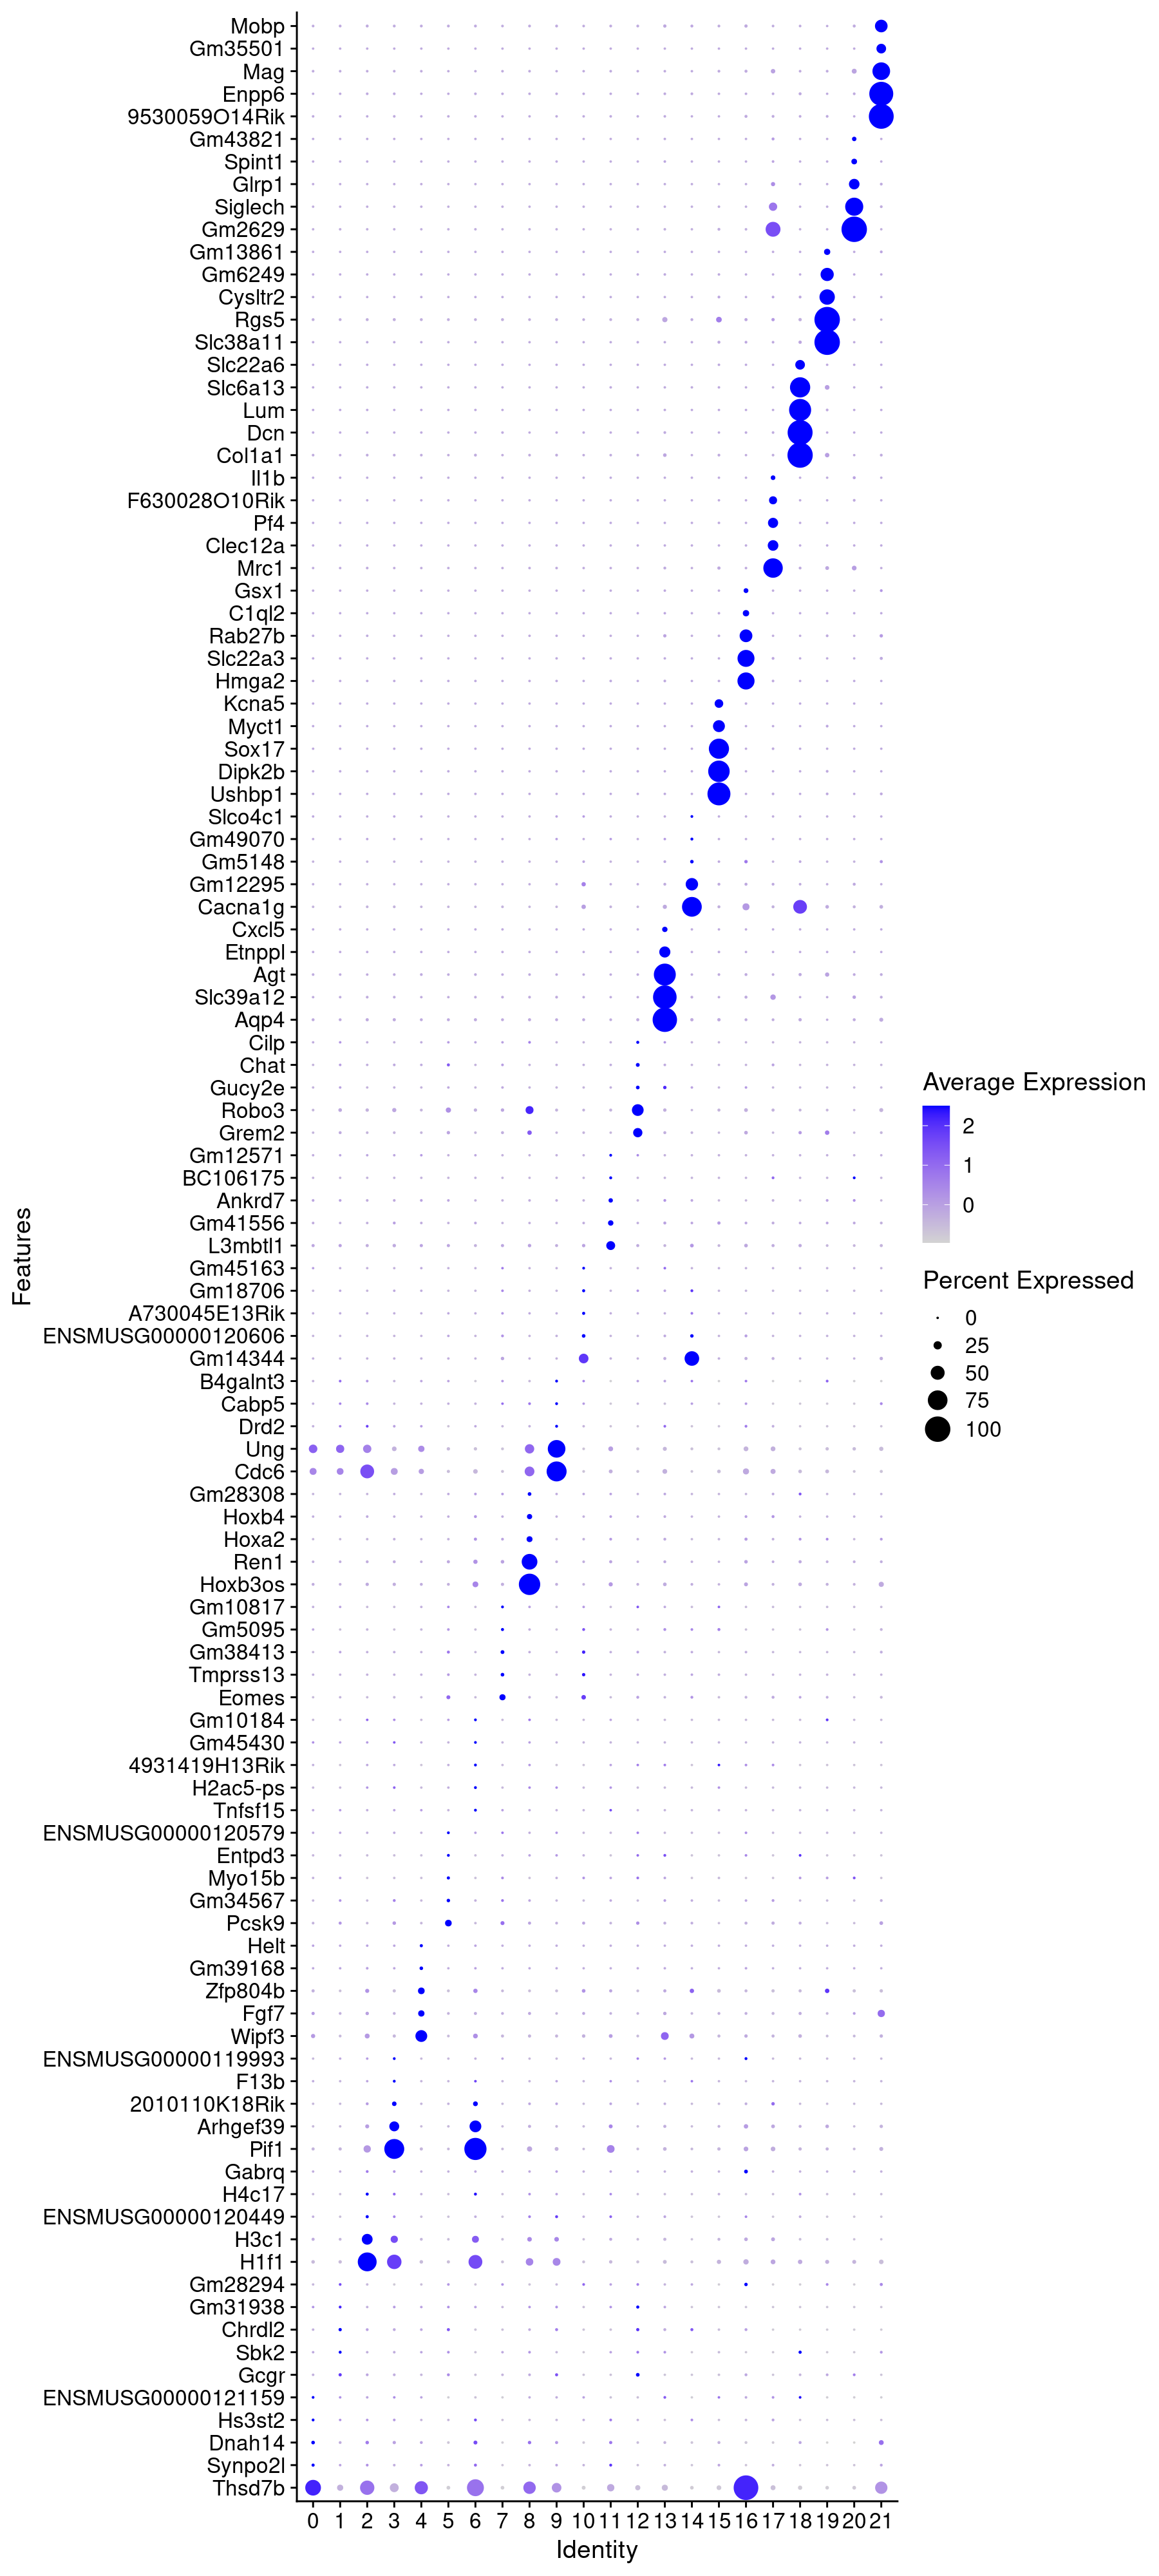 Mobp
Gm35501
Mag
Enpp6
9530059O14Rik
Gm43821
Spint1
Glrp1
Siglech
Gm2629
Gm13861
Gm6249
Cysltr2
Rgs5
Slc38a11
Slc22a6
Slc6a13
Lum
Dcn
Col1a1
Il1b
F630028O10Rik
Pf4
Clec12a
Mrc1
Gsx1
C1ql2
Rab27b
Slc22a3
Hmga2
Kcna5
Myct1
Sox17
Dipk2b
Ushbp1
Slco4c1
Gm49070
Gm5148
Gm12295
Cacna1g
Cxcl5
Etnppl
Agt
Slc39a12
Aqp4
Cilp
Chat
Gucy2e
Robo3
Grem2
Gm12571
BC106175
Ankrd7
Gm41556
L3mbtl1
Gm45163
Gm18706
A730045E13Rik
ENSMUSG00000120606
Gm14344
B4galnt3
Cabp5
Drd2
Ung
Cdc6
Gm28308
Hoxb4
Hoxa2
Ren1
Hoxb3os
Gm10817
Gm5095
Gm38413
Tmprss13
Eomes
Gm10184
Gm45430
4931419H13Rik
H2ac5-ps
Tnfsf15
ENSMUSG00000120579
Entpd3
Myo15b
Gm34567
Pcsk9
Helt
Gm39168
Zfp804b
Fgf7
Wipf3
ENSMUSG00000119993
F13b
2010110K18Rik
Arhgef39
Pif1
Gabrq
H4c17
ENSMUSG00000120449
H3c1
H1f1
Gm28294
Gm31938
Chrdl2
Sbk2
Gcgr
ENSMUSG00000121159
Hs3st2
Dnah14
Synpo2l
Thsd7b
0 1 2 3 4 5 6 7 8 9 10 11 12 13 14 15 16 17 18 19 20 21
Identity
Features
Average Expression
2
1
0
Percent Expressed
0
25
50
75
100